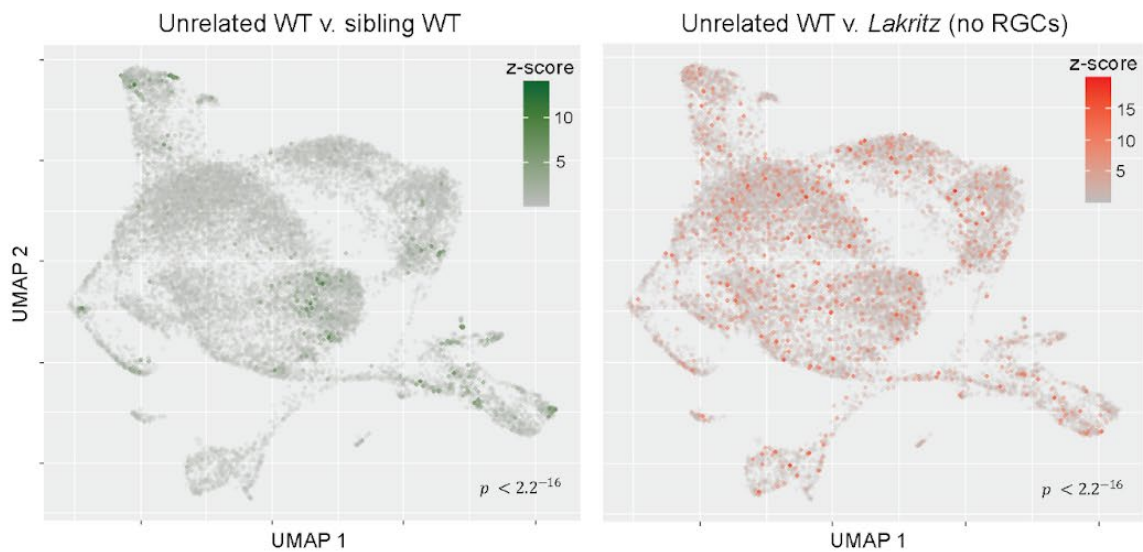 Unrelated WT v. sibling WT
z-score
10
5
p < 2.2⁻¹⁶
UMAP 2
UMAP 1
Unrelated WT v. Lakritz (no RGCs)
z-score
15
10
5
p < 2.2⁻¹⁶
UMAP 1